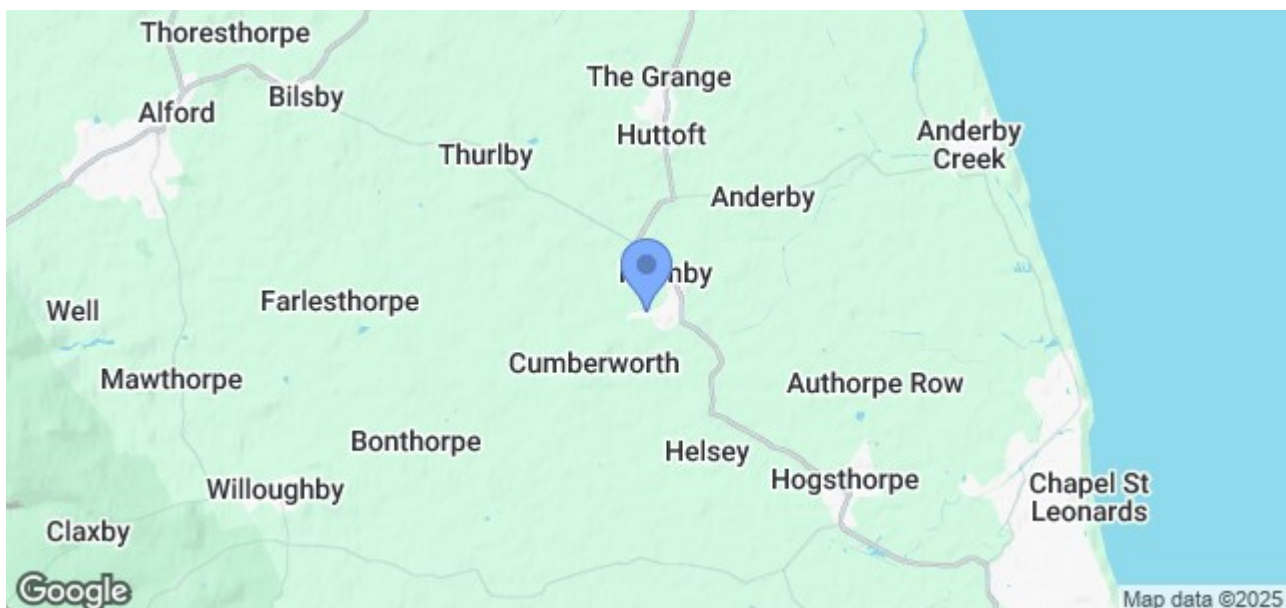 Thoresthorpe
The Grange
Bilsby
Alford
Huttoft
Anderby
Creek
Thurlby
Anderby
Farlesthorpe
Well
Cumberworth
Mawthorpe
Authorpe Row
Bonthorpe
Helsey
Hogsthorpe
Willoughby
Chapel St
Leonards
Claxby
Google
Map data ©2025